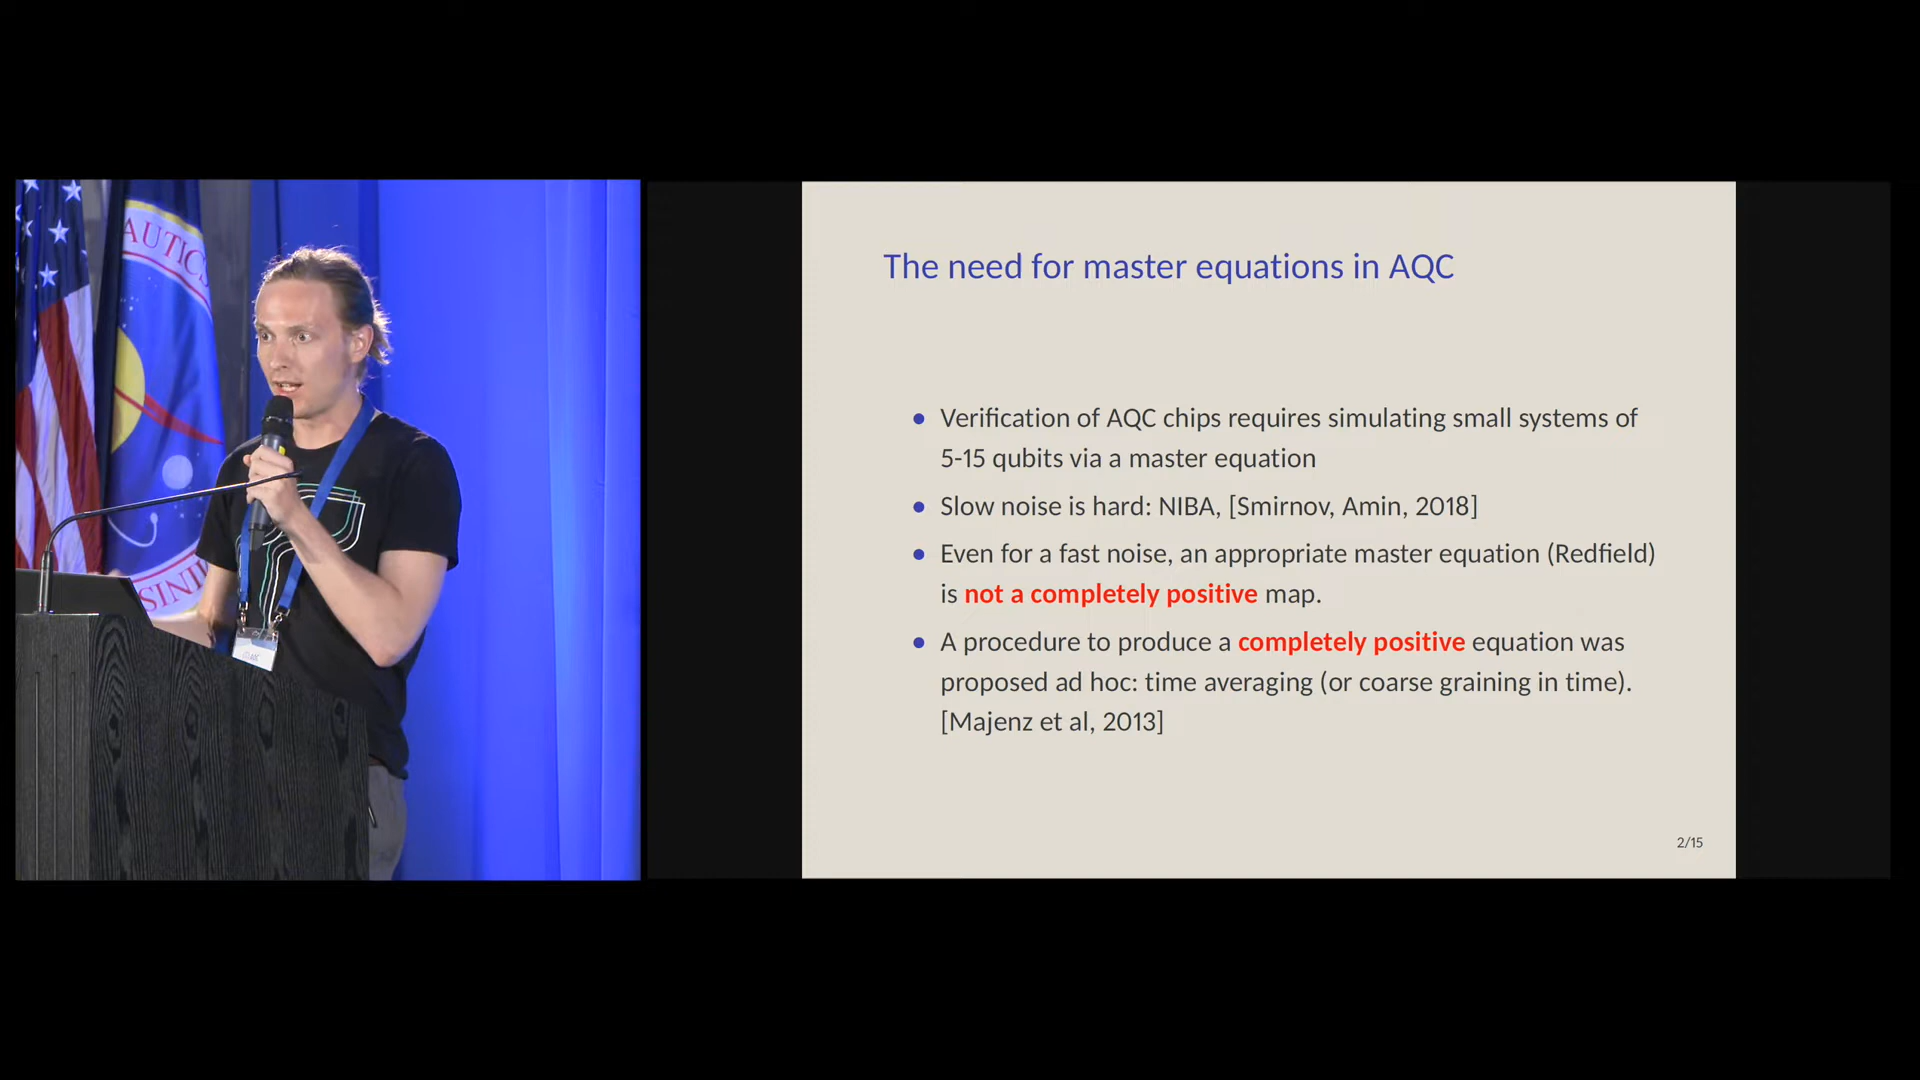 AUTICS
INIS
The need for master equations in AQC
• Verification of AQC chips requires simulating small systems of
5-15 qubits via a master equation
• Slow noise is hard: NIBA, [Smirnov, Amin, 2018]
• Even for a fast noise, an appropriate master equation (Redfield)
is not a completely positive map.
• A procedure to produce a completely positive equation was
proposed ad hoc: time averaging (or coarse graining in time).
[Majenz et al, 2013]
2/15